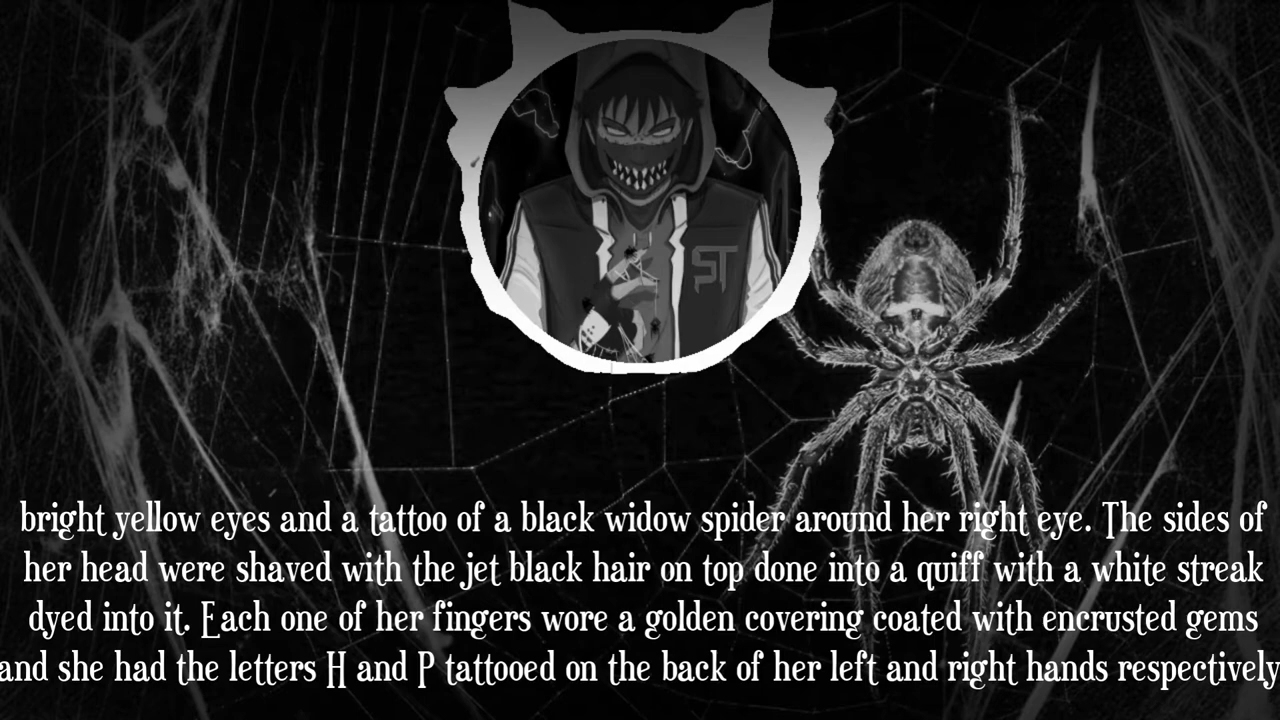 ST
bright yellow eyes and a tattoo of a black widow spider around her right eye. The sides of
her head were shaved with the jet black hair on top done into a quiff with a white streak
dyed into it. Each one of her fingers wore a golden covering coated with encrusted gems
and she had the letters H and P tattooed on the back of her left and right hands respectively